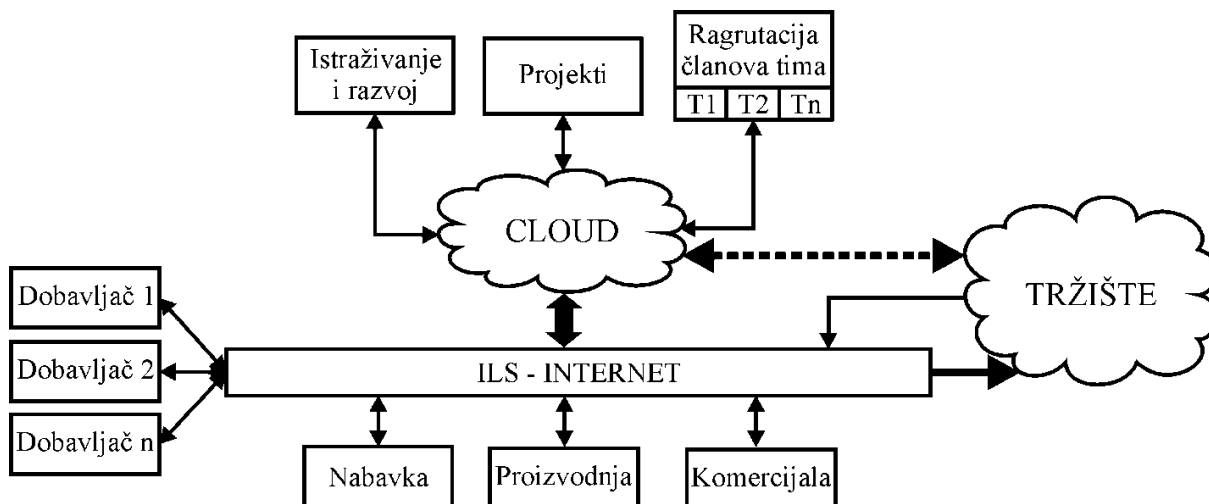 Istraživanje
i razvoj
Projekti
Ragrutacija
članova tima
T1 T2 Tn
CLOUD
TRŽIŠTE
Dobavljač 1
Dobavljač 2
Dobavljač n
ILS - INTERNET
Nabavka
Proizvodnja
Komercijala